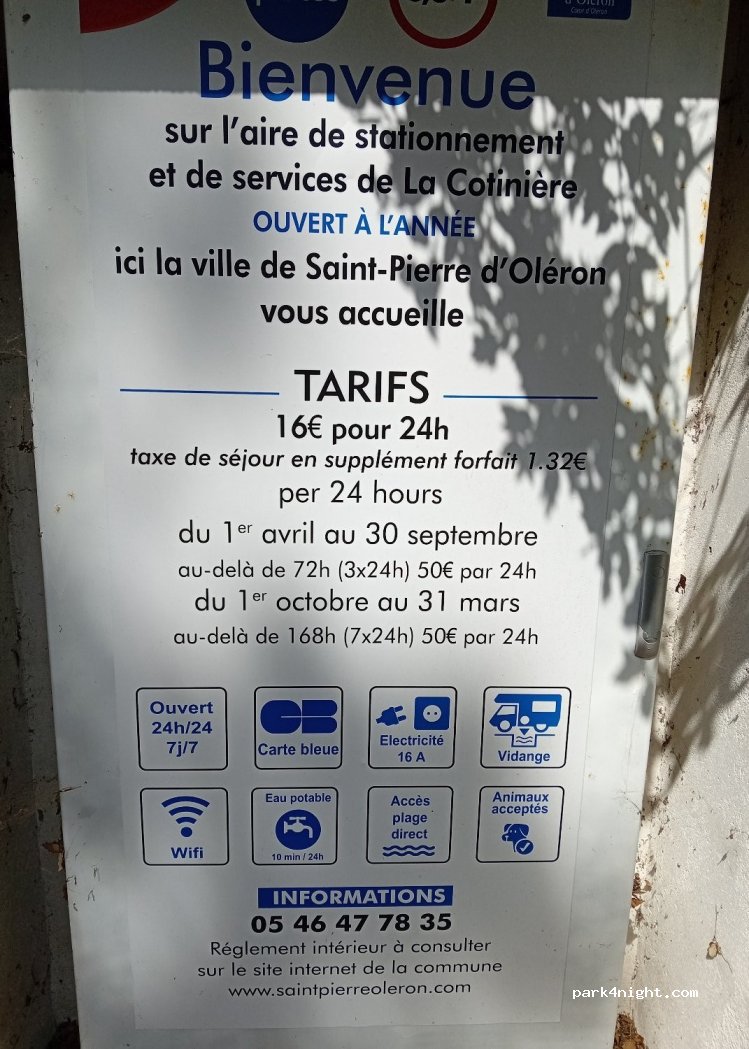 d'Oléron
Bienvenue
sur l'aire de stationnement
et de services de La Cotinière
OUVERT À L'ANNÉE
ici la ville de Saint-Pierre d'Oléron
vous accueille
TARIFS
16€ pour 24h
taxe de séjour en supplément forfait 1.32€
per 24 hours
du 1er avril au 30 septembre
au-delà de 72h (3x24h) 50€ par 24h
du 1er octobre au 31 mars
au-delà de 168h (7x24h) 50€ par 24h
Ouvert
24h/24
7j/7
CB
Carte bleue
Electricité
16 A
Vidange
Wifi
Eau potable
10 min / 24h
Accès
plage
direct
Animaux
acceptés
INFORMATIONS
05 46 47 78 35
Réglement intérieur à consulter
sur le site internet de la commune
www.saintpierreoleron.com
park4night.com